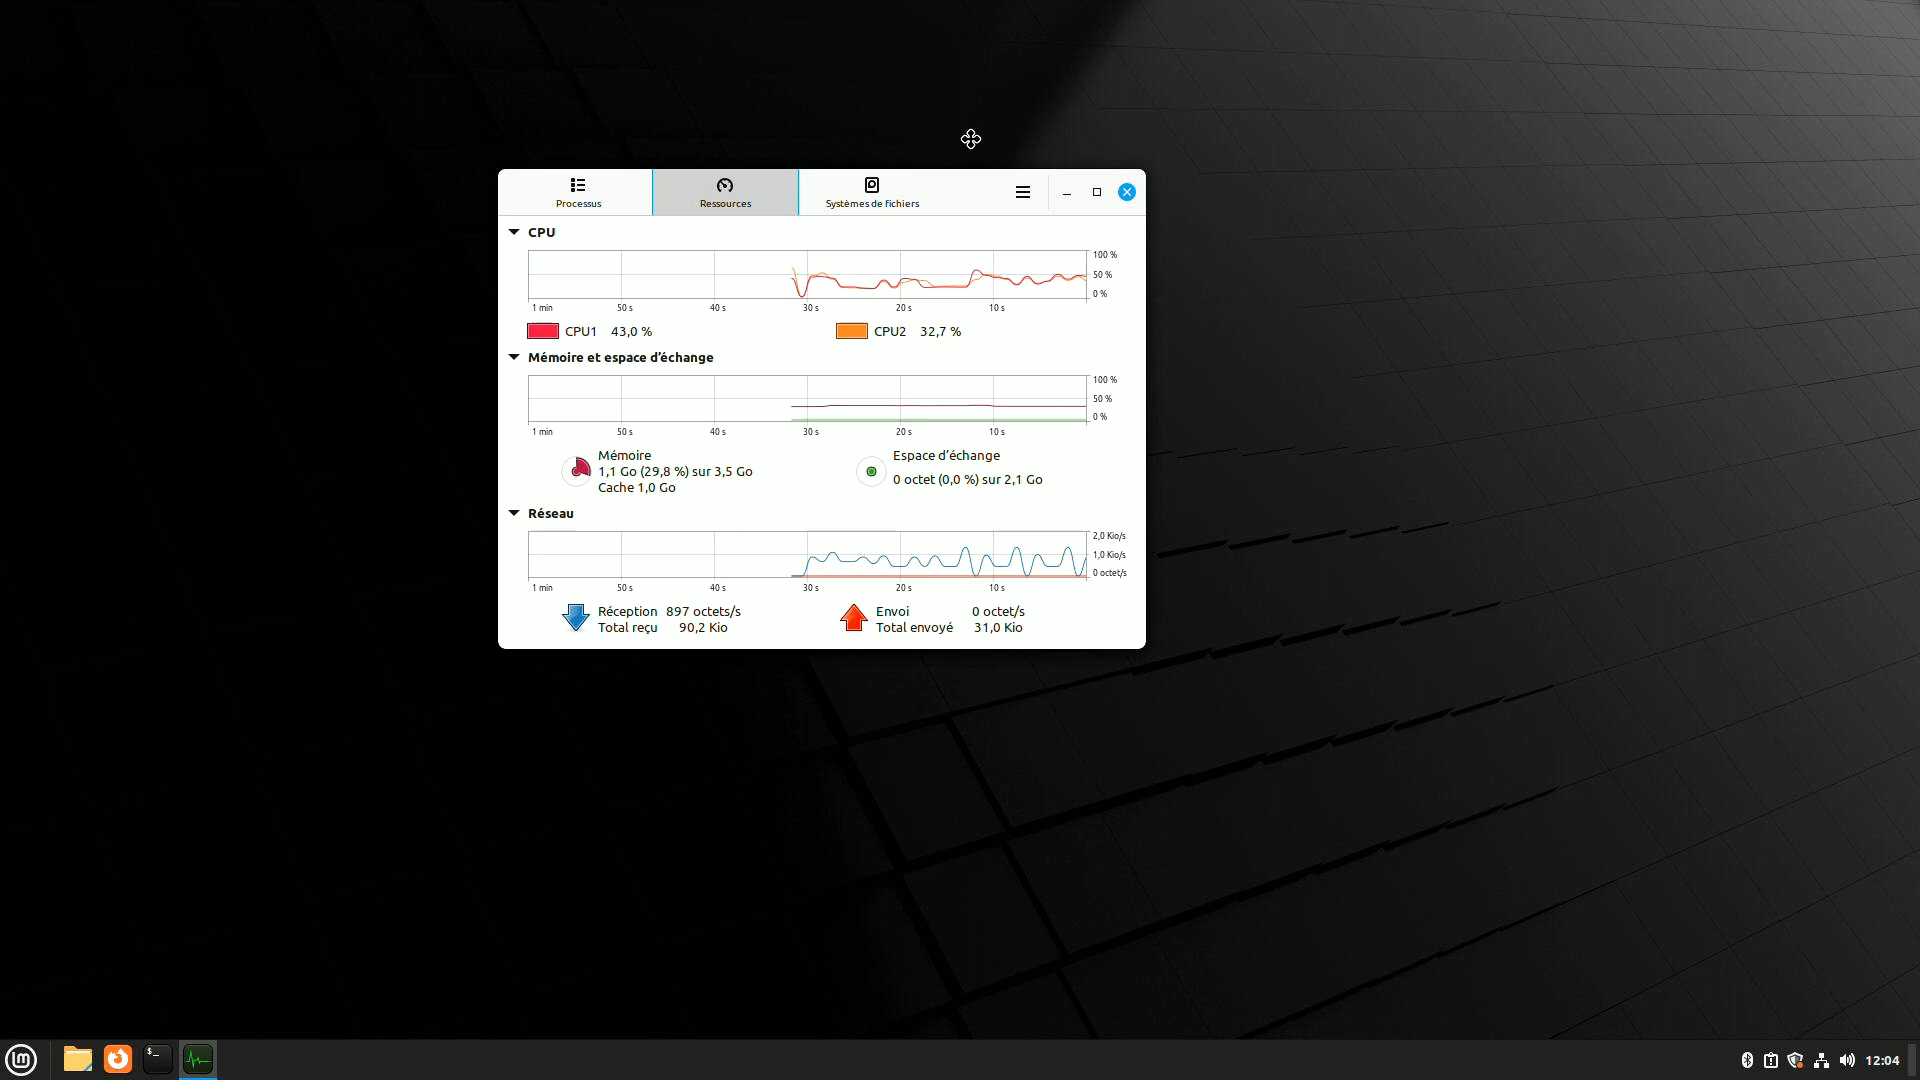 Processus
Ressources
Systèmes de fichiers
CPU
100 %
50 %
0 %
1 min 50 s 40 s 30 s 20 s 10 s
CPU1 43,0 % CPU2 32,7 %
Mémoire et espace d’échange
100 %
50 %
0 %
1 min 50 s 40 s 30 s 20 s 10 s
Mémoire
1,1 Go (29,8 %) sur 3,5 Go
Cache 1,0 Go
Espace d’échange
0 octet (0,0 %) sur 2,1 Go
Réseau
2,0 Kio/s
1,0 Kio/s
0 octet/s
1 min 50 s 40 s 30 s 20 s 10 s
Réception 897 octets/s
Total reçu 90,2 Kio
Envoi 0 octet/s
Total envoyé 31,0 Kio
$_
12:04